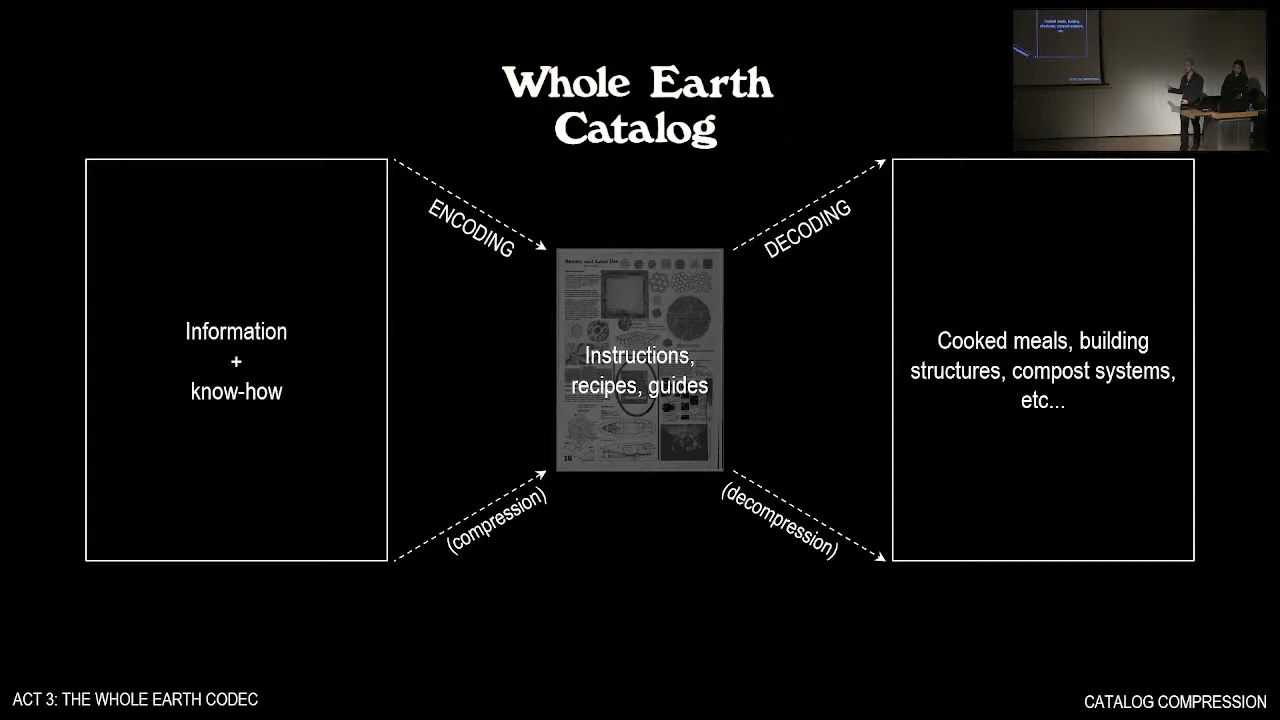 Whole Earth
Catalog
ENCODING
DECODING
Information
+
know-how
Instructions,
recipes, guides
Cooked meals, building
structures, compost systems,
etc...
(compression)
(decompression)
18
ACT 3: THE WHOLE EARTH CODEC
CATALOG COMPRESSION